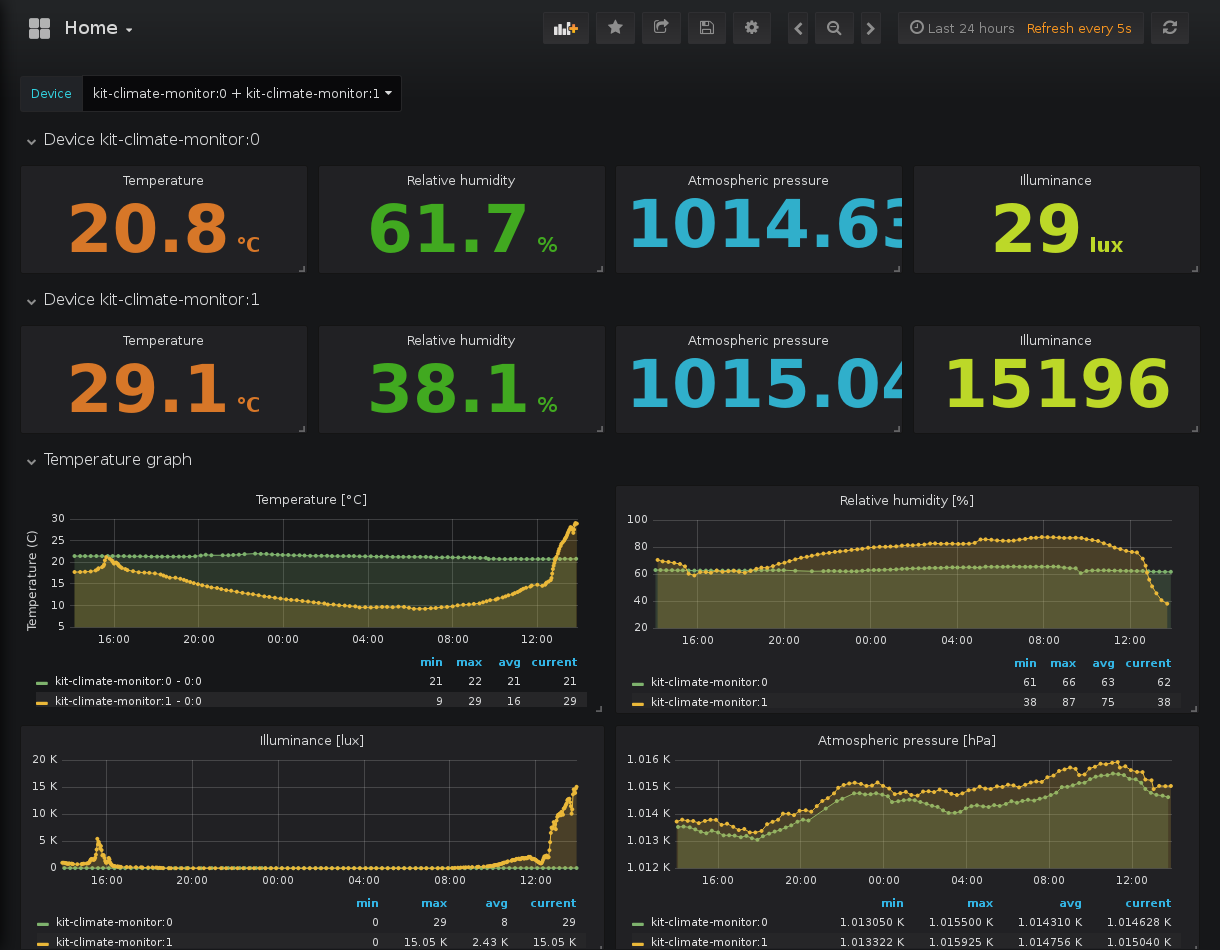 Home
Last 24 hours Refresh every 5s
Device kit-climate-monitor:0 + kit-climate-monitor:1
Device kit-climate-monitor:0
Temperature Relative humidity Atmospheric pressure Illuminance
20.8 °C 61.7 % 1014.63 29 lux
Device kit-climate-monitor:1
Temperature Relative humidity Atmospheric pressure Illuminance
29.1 °C 38.1 % 1015.04 15196
Temperature graph
Temperature [°C]
Temperature (C)
30
25
20
15
10
5
16:00 20:00 00:00 04:00 08:00 12:00
min max avg current
kit-climate-monitor:0 - 0:0 21 22 21 21
kit-climate-monitor:1 - 0:0 9 29 16 29
Relative humidity [%]
100
80
60
40
20
16:00 20:00 00:00 04:00 08:00 12:00
min max avg current
kit-climate-monitor:0 61 66 63 62
kit-climate-monitor:1 38 87 75 38
Illuminance [lux]
20 K
15 K
10 K
5 K
0
16:00 20:00 00:00 04:00 08:00 12:00
min max avg current
kit-climate-monitor:0 0 29 8 29
kit-climate-monitor:1 0 15.05 K 2.43 K 15.05 K
Atmospheric pressure [hPa]
1.016 K
1.015 K
1.014 K
1.013 K
1.012 K
16:00 20:00 00:00 04:00 08:00 12:00
min max avg current
kit-climate-monitor:0 1.013050 K 1.015500 K 1.014310 K 1.014628 K
kit-climate-monitor:1 1.013322 K 1.015925 K 1.014756 K 1.015040 K